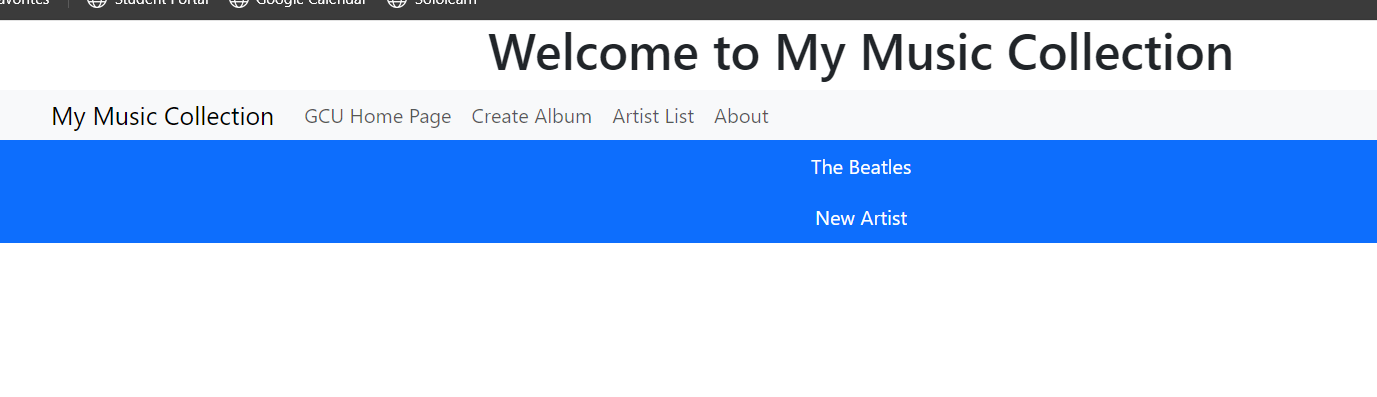 Student Portal Google Calendar Sololearn
Welcome to My Music Collection
My Music Collection GCU Home Page Create Album Artist List About
The Beatles
New Artist